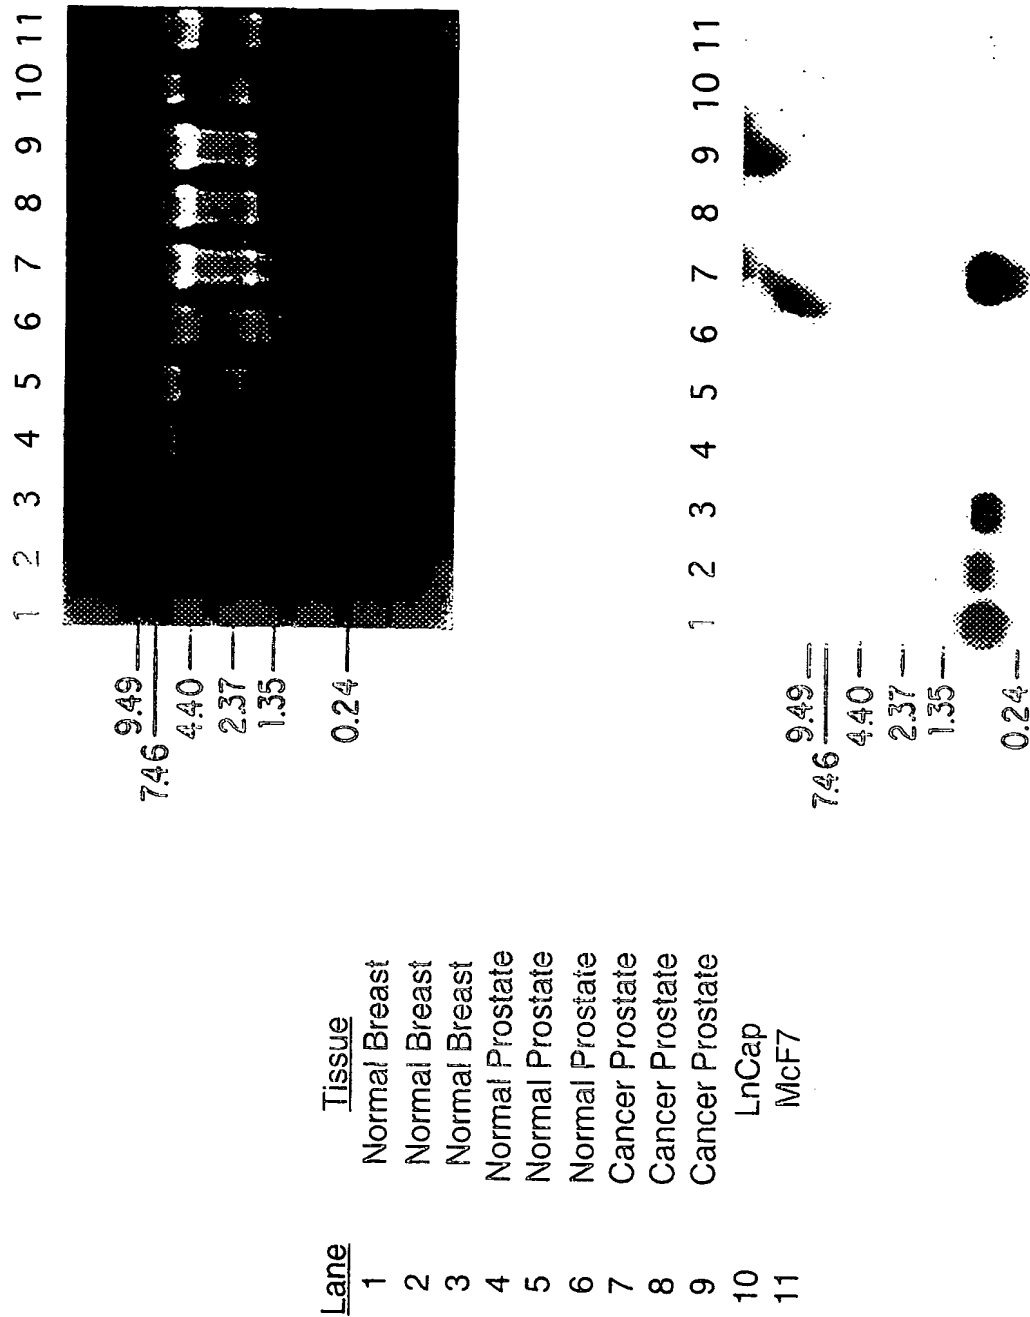 Lane Tissue
1 Normal Breast
2 Normal Breast
3 Normal Breast
4 Normal Prostate
5 Normal Prostate
6 Normal Prostate
7 Cancer Prostate
8 Cancer Prostate
9 Cancer Prostate
10 LnCap
11 McF7
1 2 3 4 5 6 7 8 9 10 11
9.49
7.46
4.40
2.37
1.35
0.24
1 2 3 4 5 6 7 8 9 10 11
9.49
7.46
4.40
2.37
1.35
0.24